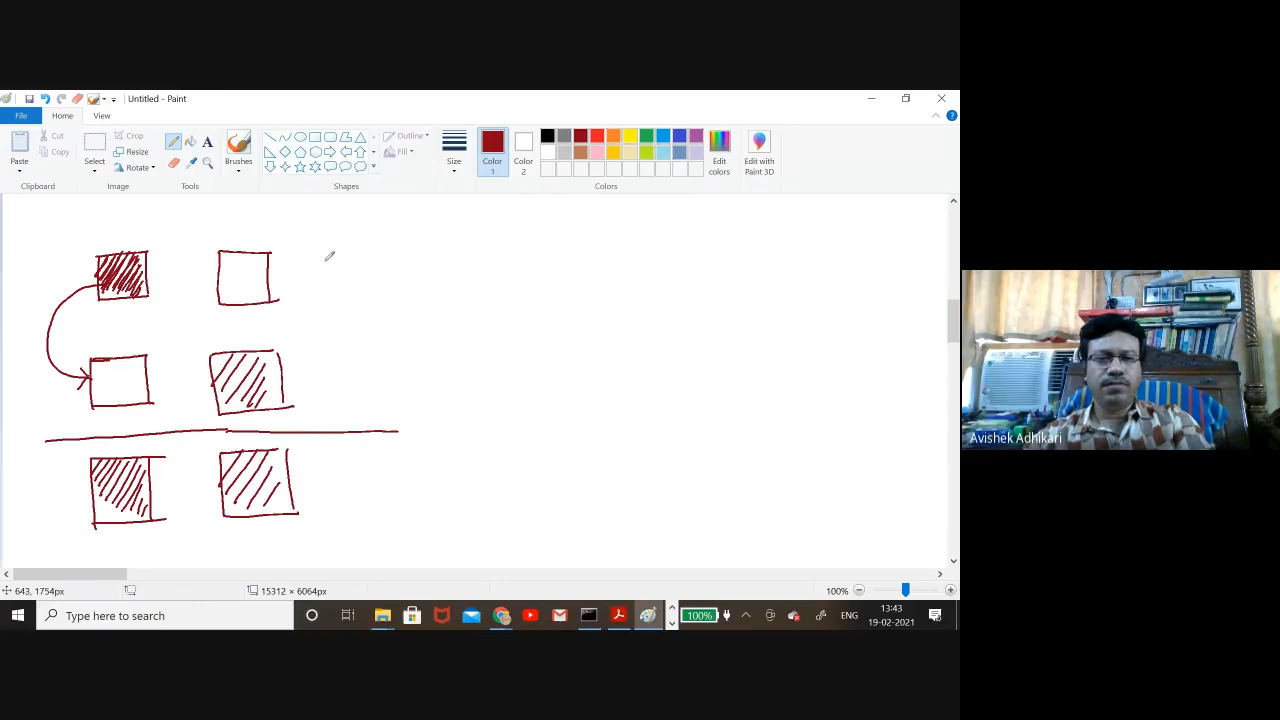 Untitled - Paint
File
Home
View
Paste
Cut
Copy
Clipboard
Select
Crop
Resize
Rotate
Image
A
Tools
Brushes
Shapes
Outline
Fill
Size
Color 1
Color 2
Edit colors
Colors
Edit with Paint 3D
Avishek Adhikari
643, 1754px
15312 × 6064px
100%
Type here to search
100%
ENG
13:43
19-02-2021